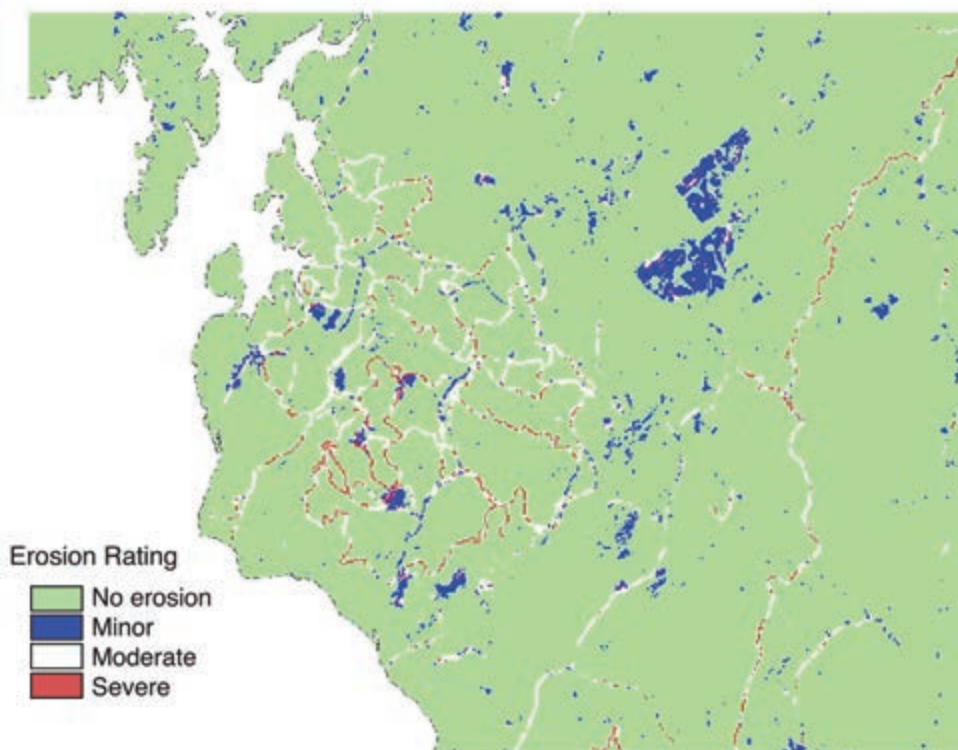 Erosion Rating
No erosion
Minor
Moderate
Severe